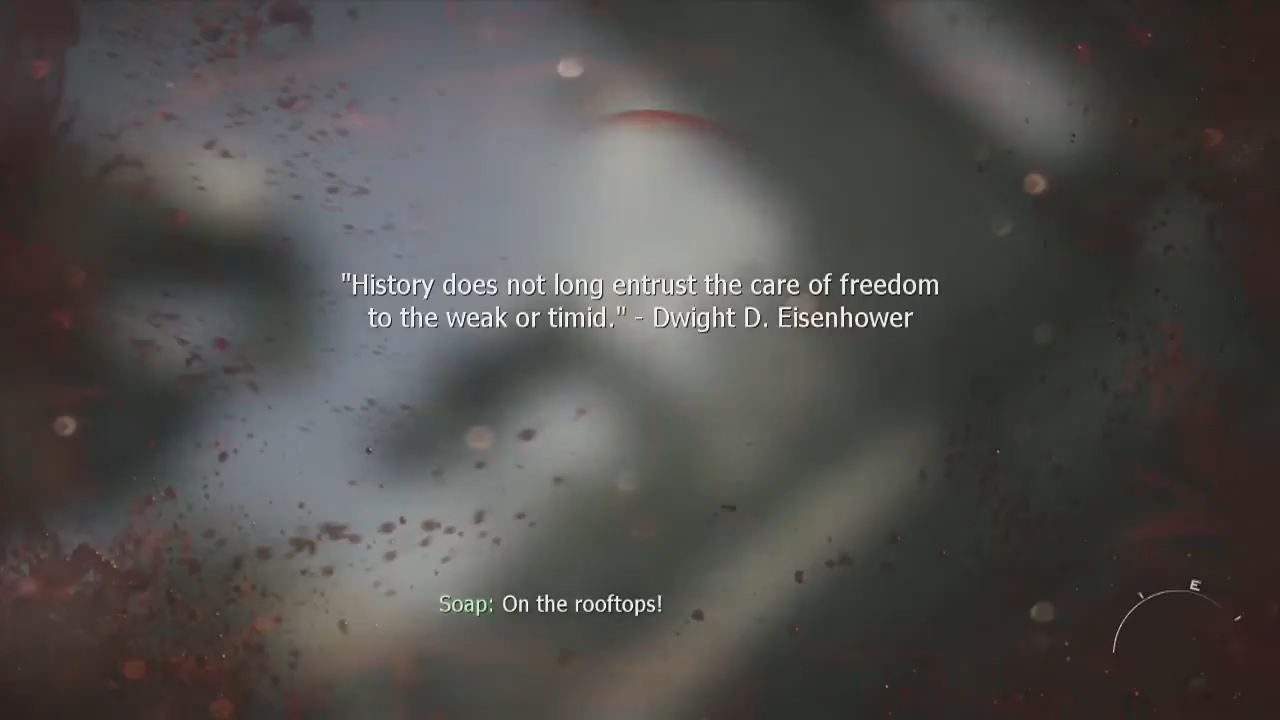 "History does not long entrust the care of freedom
to the weak or timid." - Dwight D. Eisenhower
Soap: On the rooftops!
E